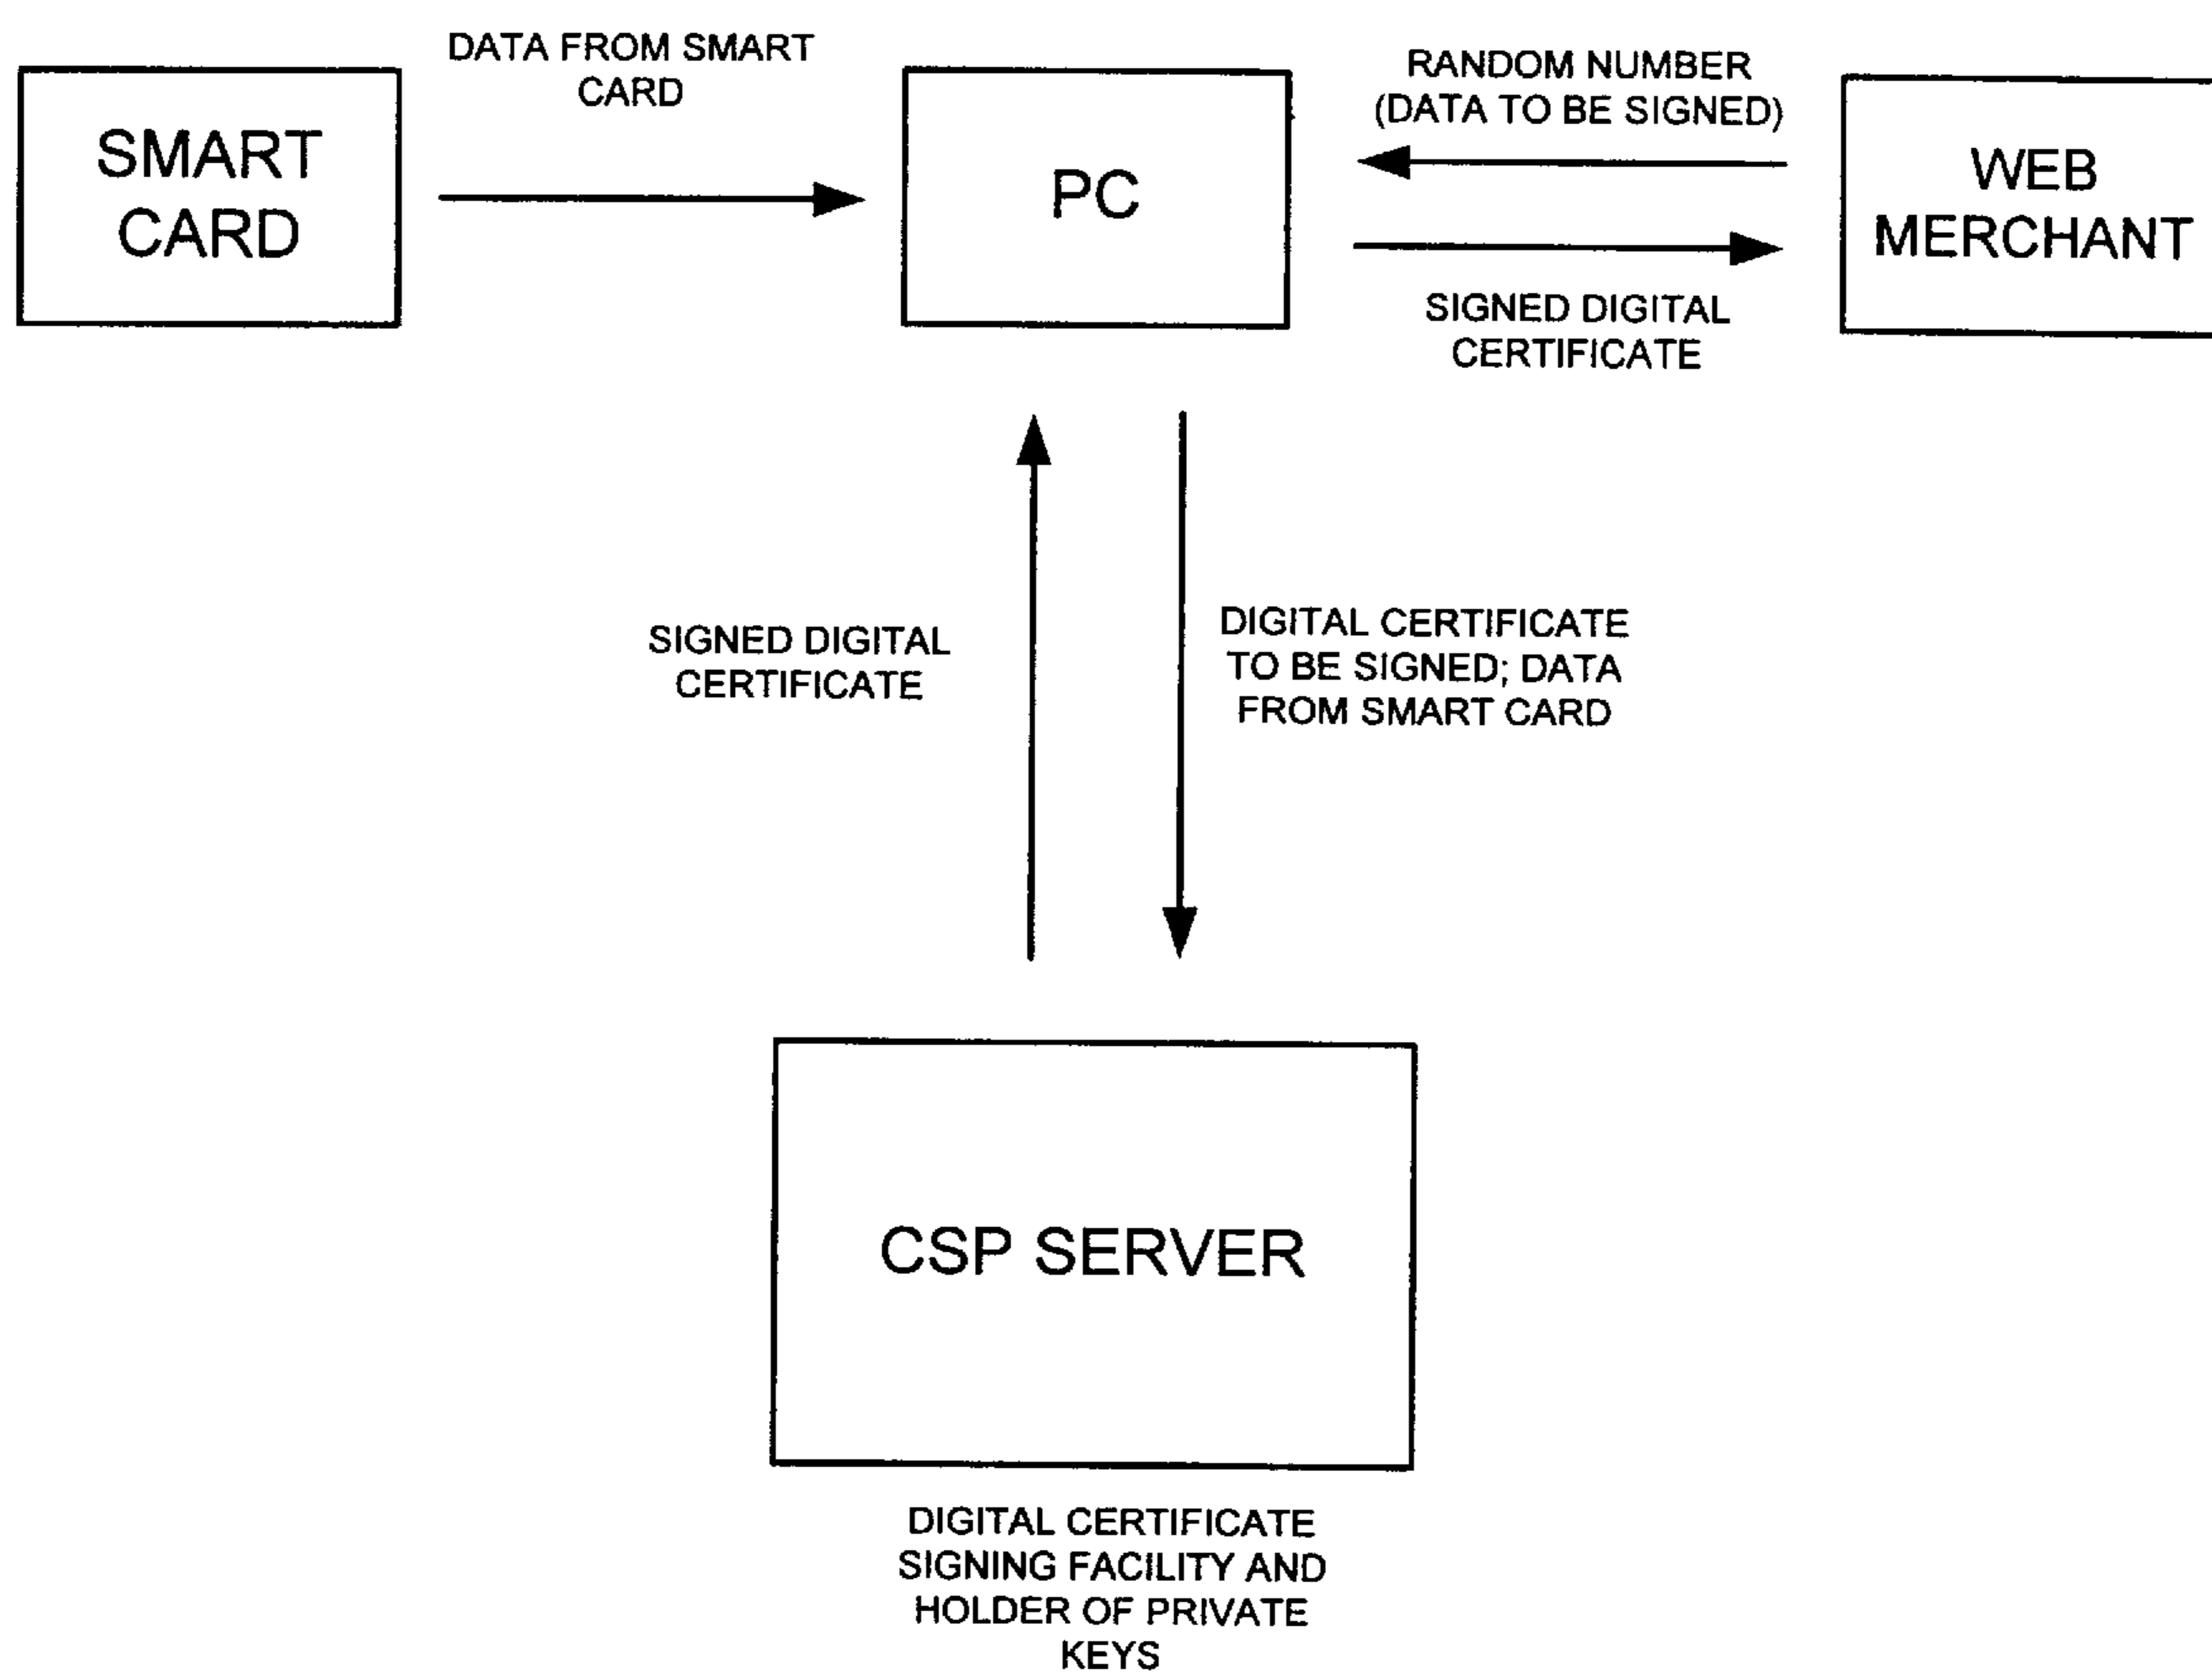 DATA FROM SMART
CARD
SMART
CARD
PC
RANDOM NUMBER
(DATA TO BE SIGNED)
WEB
MERCHANT
SIGNED DIGITAL
CERTIFICATE
SIGNED DIGITAL
CERTIFICATE
DIGITAL CERTIFICATE
TO BE SIGNED; DATA
FROM SMART CARD
CSP SERVER
DIGITAL CERTIFICATE
SIGNING FACILITY AND
HOLDER OF PRIVATE
KEYS